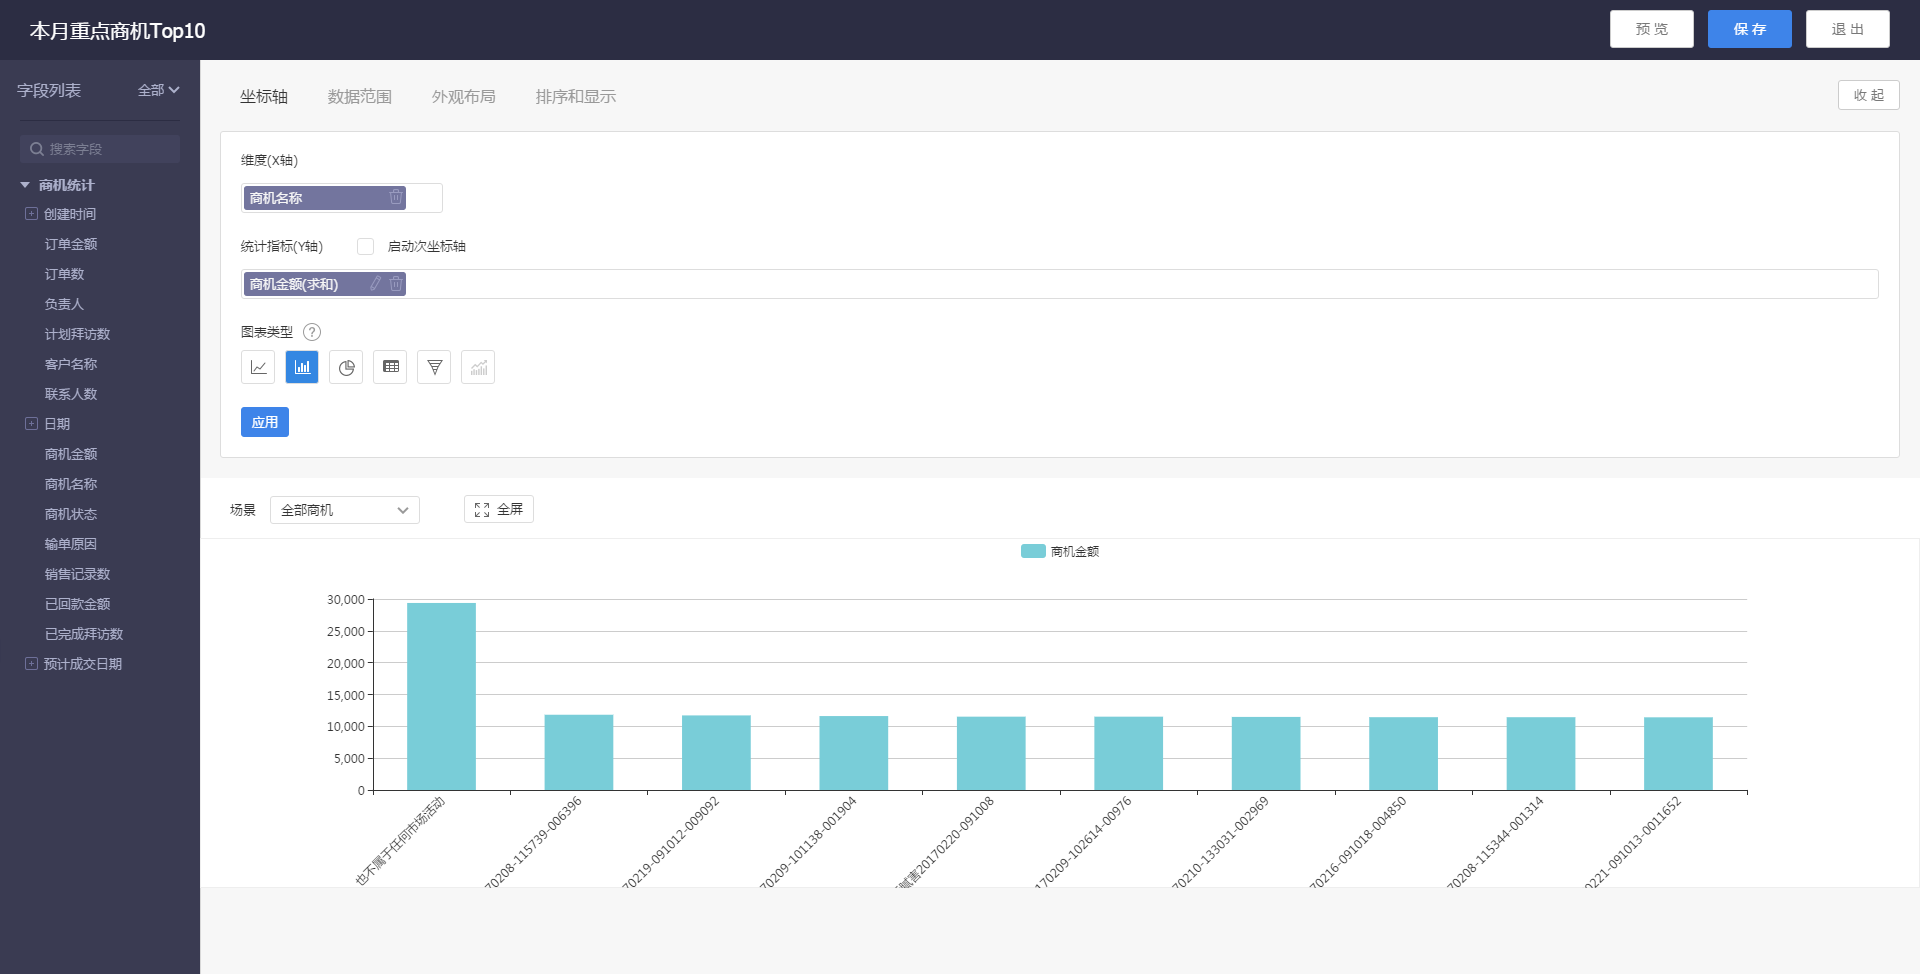 本月重点商机Top10
预 览
保 存
退 出
字段列表
全部
搜索字段
商机统计
创建时间
订单金额
订单数
负责人
计划拜访数
客户名称
联系人数
日期
商机金额
商机名称
商机状态
输单原因
销售记录数
已回款金额
已完成拜访数
预计成交日期
坐标轴
数据范围
外观布局
排序和显示
收 起
维度(X轴)
商机名称
统计指标(Y轴)
启动次坐标轴
商机金额(求和)
图表类型
?
应用
场景
全部商机
全屏
商机金额
30,000
25,000
20,000
15,000
10,000
5,000
0
也不属于任何市场活动
70208-115739-006396
70219-091012-009092
70209-101138-001904
20170220-091008
170209-102614-00976
70210-133031-002969
70216-091018-004850
70208-115344-001314
0221-091013-0011652